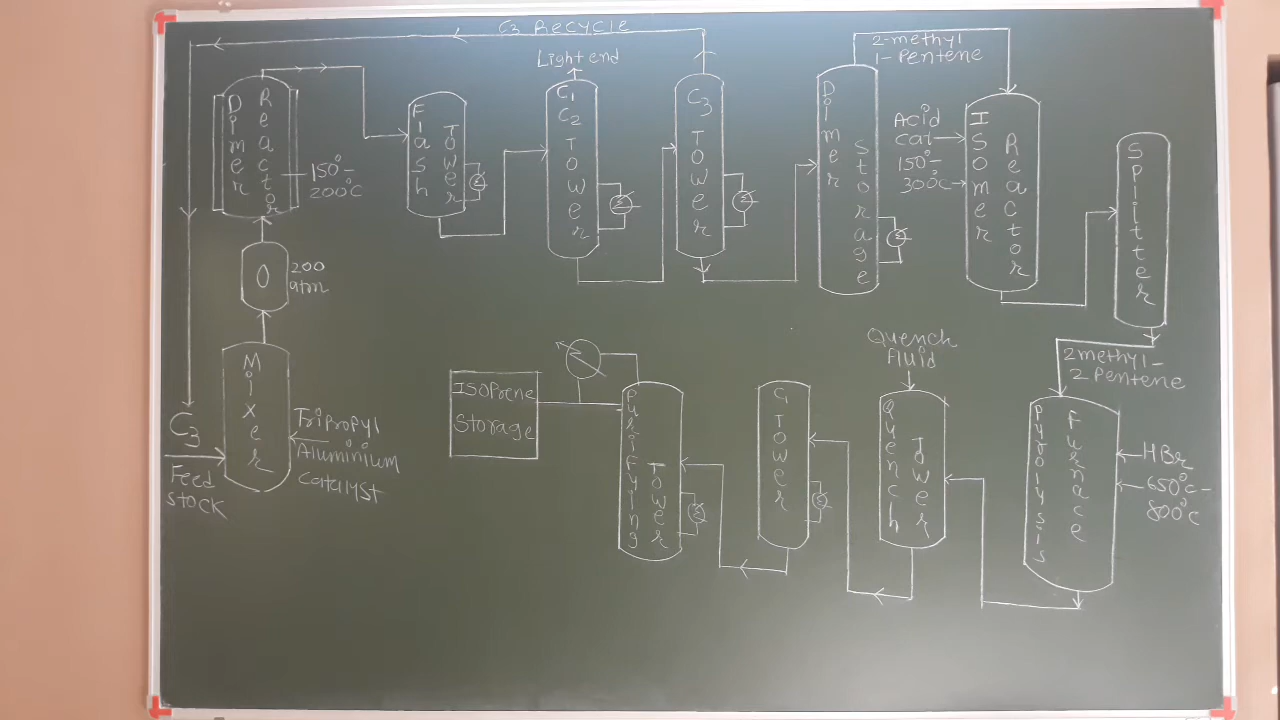 C3 Recycle
Light end
2-methyl
1-Pentene
Dimer Reactor
150°-
200°C
Flash Tower
C1
C2 Tower
C3 Tower
Dimer Storage
Acid
cat
150°-
300°C
Isomer Reactor
Splitter
200
atm
Mixer
C3
Feed
stock
Tripropyl
Aluminium
catalyst
Isoprene
Storage
Purifying Tower
Tower
Quench
fluid
Quench Tower
2methyl-
2 Pentene
Pyrolysis Furnace
HBr
650°C-
800°C